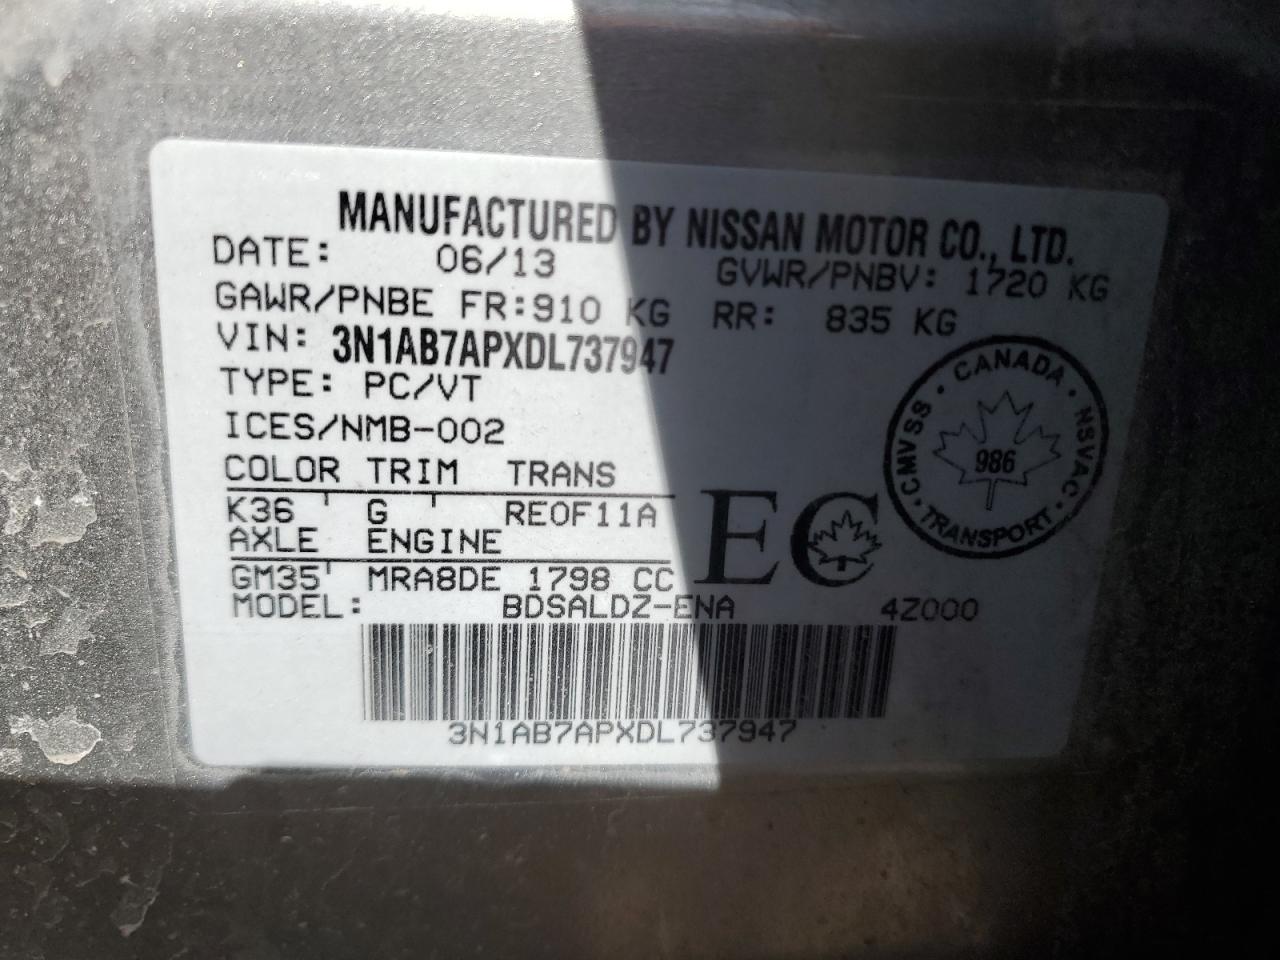 MANUFACTURED BY NISSAN MOTOR CO., LTD.
DATE: 06/13 GVWR/PNBV: 1720 KG
GAWR/PNBE FR:910 KG RR: 835 KG
VIN: 3N1AB7APXDL737947
TYPE: PC/VT
ICES/NMB-002
COLOR TRIM TRANS
K36 G RE0F11A
AXLE ENGINE
GM35 MRA8DE 1798 CC
MODEL: BDSALDZ-ENA 4Z000
3N1AB7APXDL737947
EC
CANADA · NSVAC · TRANSPORT · CMVSS ·
986